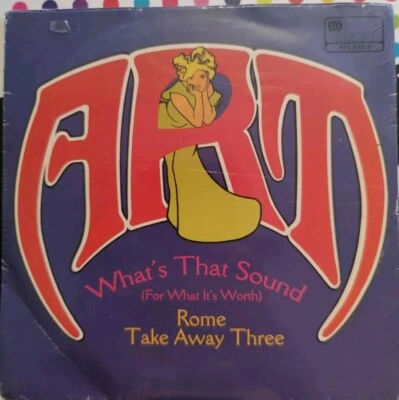 ART
What's That Sound
(For What It's Worth)
Rome
Take Away Three